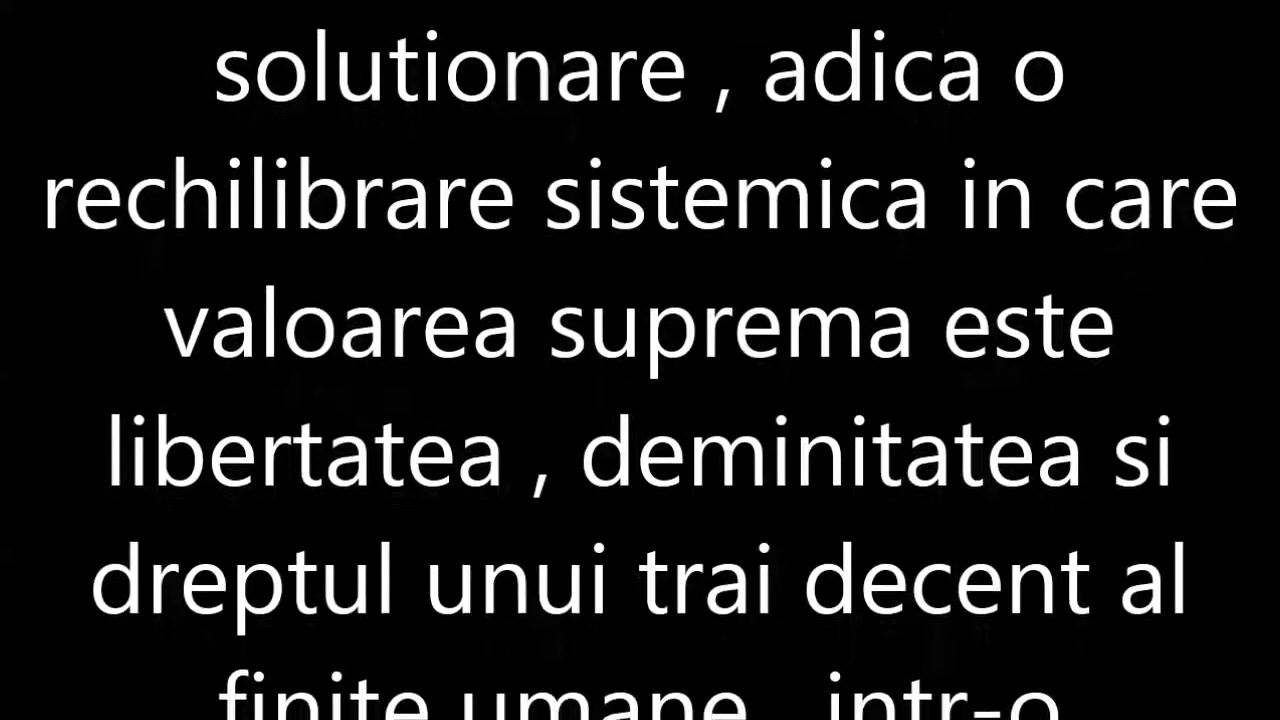 solutionare , adica o
rechilibrare sistemica in care
valoarea suprema este
libertatea , deminitatea si
dreptul unui trai decent al
finite umane , intr-o